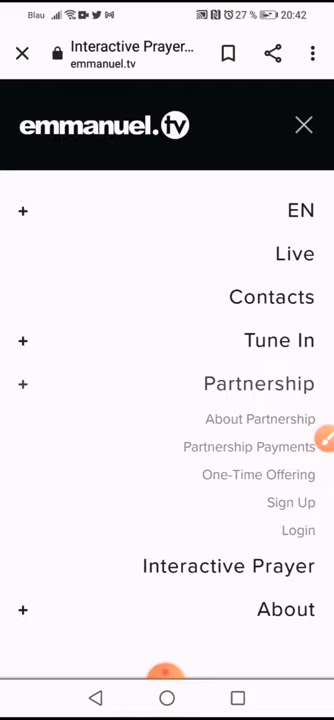 Blau 27 % 20:42
Interactive Prayer...
emmanuel.tv
emmanuel.tv
EN
Live
Contacts
Tune In
Partnership
About Partnership
Partnership Payments
One-Time Offering
Sign Up
Login
Interactive Prayer
About